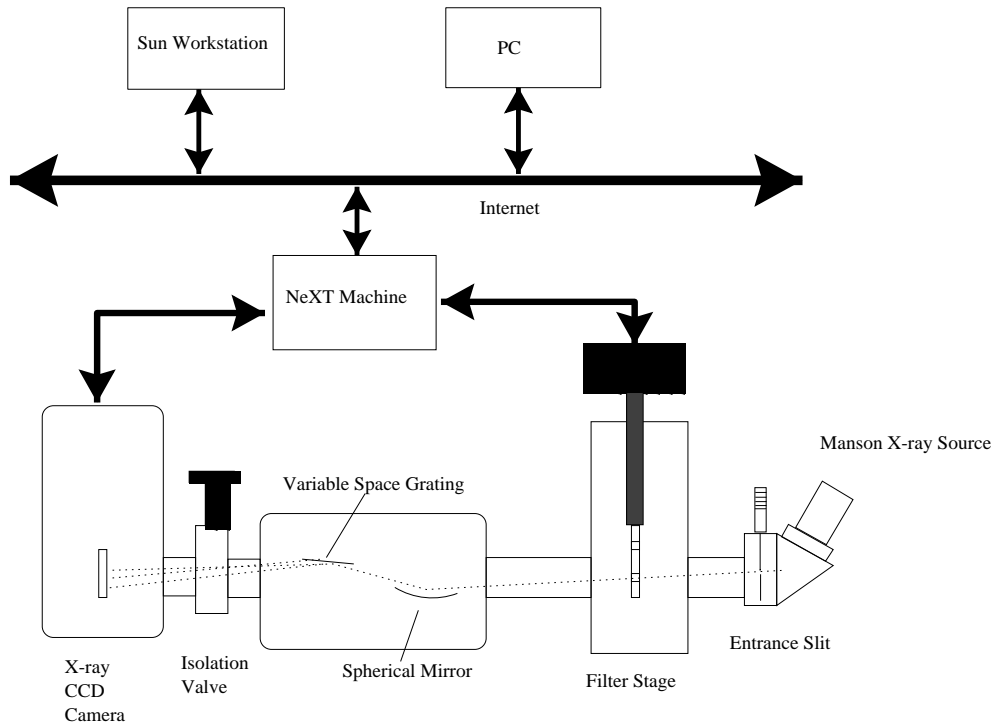 Sun Workstation
PC
Internet
NeXT Machine
Manson X-ray Source
Variable Space Grating
Entrance Slit
Isolation
Valve
Spherical Mirror
X-ray
CCD
Camera
Filter Stage